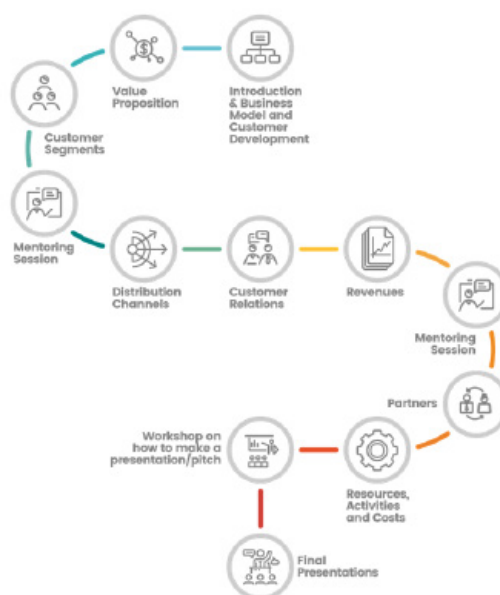 Value
Proposition
Introduction
& Business
Model and
Customer
Development
Customer
Segments
Mentoring
Session
Distribution
Channels
Customer
Relations
Revenues
Mentoring
Session
Partners
Workshop on
how to make a
presentation/pitch
Resources,
Activities
and Costs
Final
Presentations